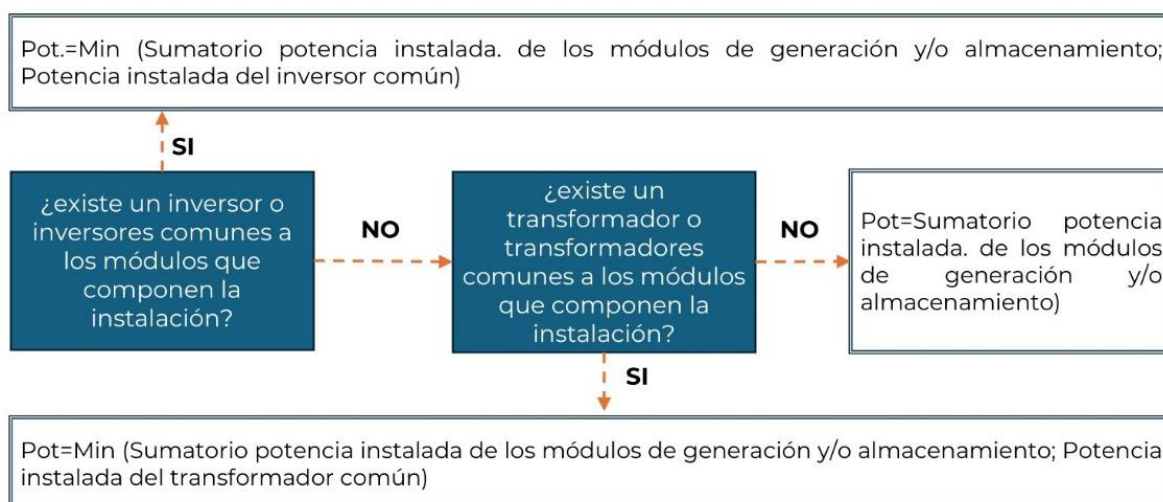 Pot.=Min (Sumatorio potencia instalada. de los módulos de generación y/o almacenamiento;
Potencia instalada del inversor común)
SI
¿existe un inversor o
inversores comunes a
los módulos que
componen la
instalación?
NO
¿existe un
transformador o
transformadores
comunes a los módulos
que componen la
instalación?
NO
Pot=Sumatorio potencia
instalada. de los módulos
de generación y/o
almacenamiento)
SI
Pot=Min (Sumatorio potencia instalada de los módulos de generación y/o almacenamiento; Potencia
instalada del transformador común)